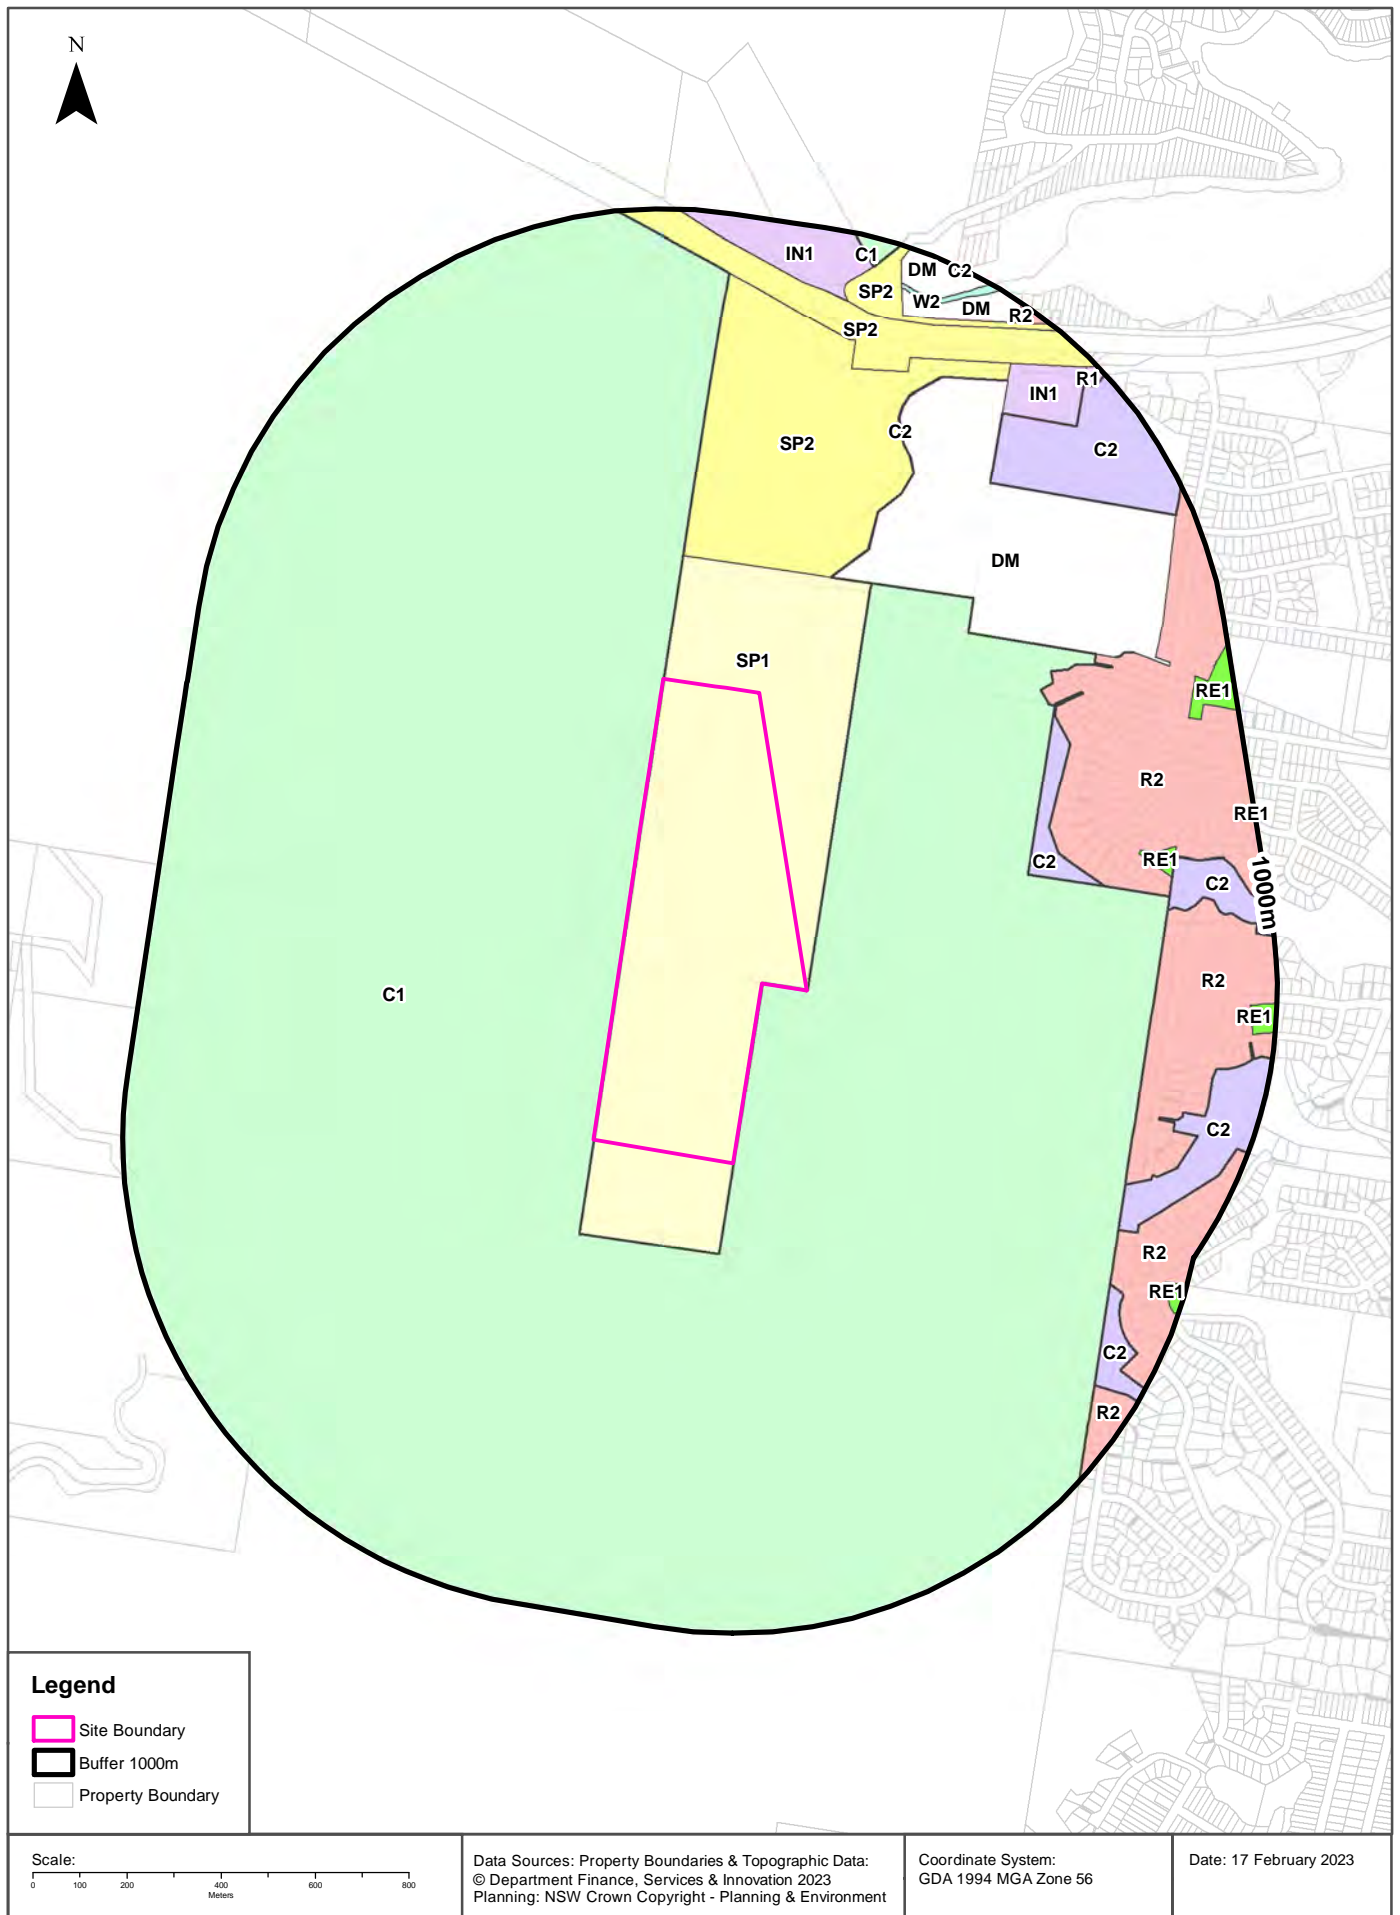 N
IN1
C1
DM
C2
SP2
W2
DM
R2
SP2
R1
IN1
SP2
C2
C2
DM
SP1
RE1
R2
RE1
C2
RE1
C2
1000m
R2
C1
RE1
C2
R2
RE1
C2
R2
Legend
Site Boundary
Buffer 1000m
Property Boundary
Scale:
0 100 200 400 600 800
Meters
Data Sources: Property Boundaries & Topographic Data:
© Department Finance, Services & Innovation 2023
Planning: NSW Crown Copyright - Planning & Environment
Coordinate System:
GDA 1994 MGA Zone 56
Date: 17 February 2023